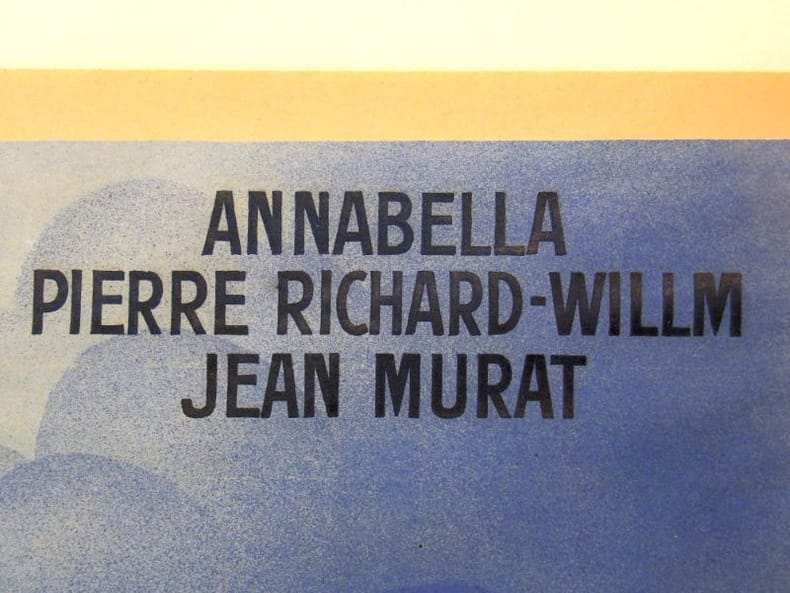 ANNABELLA
PIERRE RICHARD-WILLM
JEAN MURAT